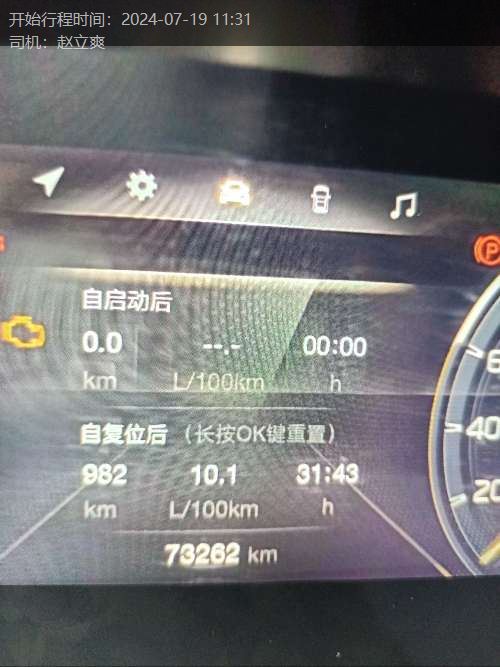 开始行程时间：2024-07-19 11:31
司机：赵立爽
自启动后
0.0 --.- 00:00
km L/100km h
自复位后 （长按OK键重置）
982 10.1 31:43
km L/100km h
73262 km
P
40
20